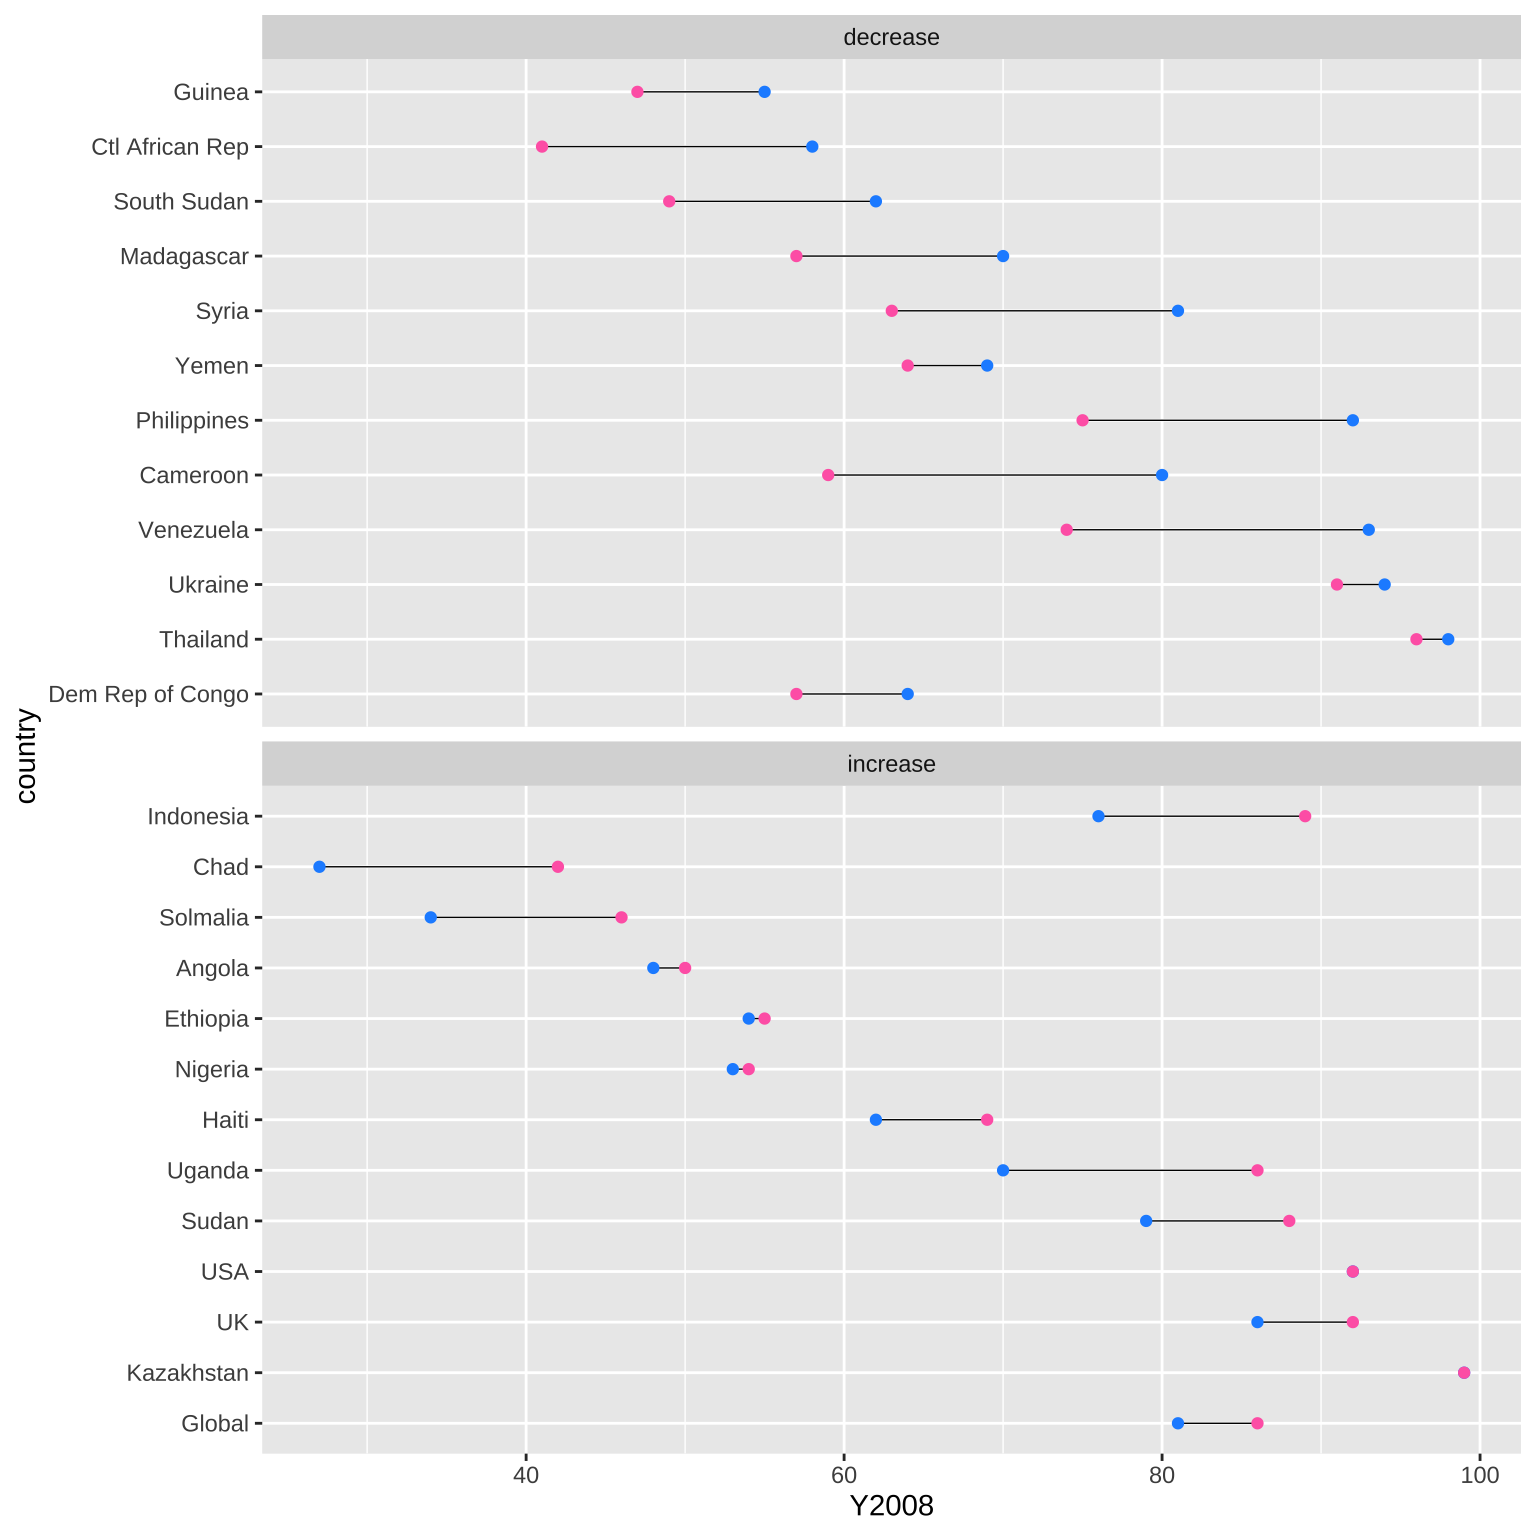 decrease
Guinea
Ctl African Rep
South Sudan
Madagascar
Syria
Yemen
Philippines
Cameroon
Venezuela
Ukraine
Thailand
Dem Rep of Congo
country
increase
Indonesia
Chad
Solmalia
Angola
Ethiopia
Nigeria
Haiti
Uganda
Sudan
USA
UK
Kazakhstan
Global
40 60 80 100
Y2008